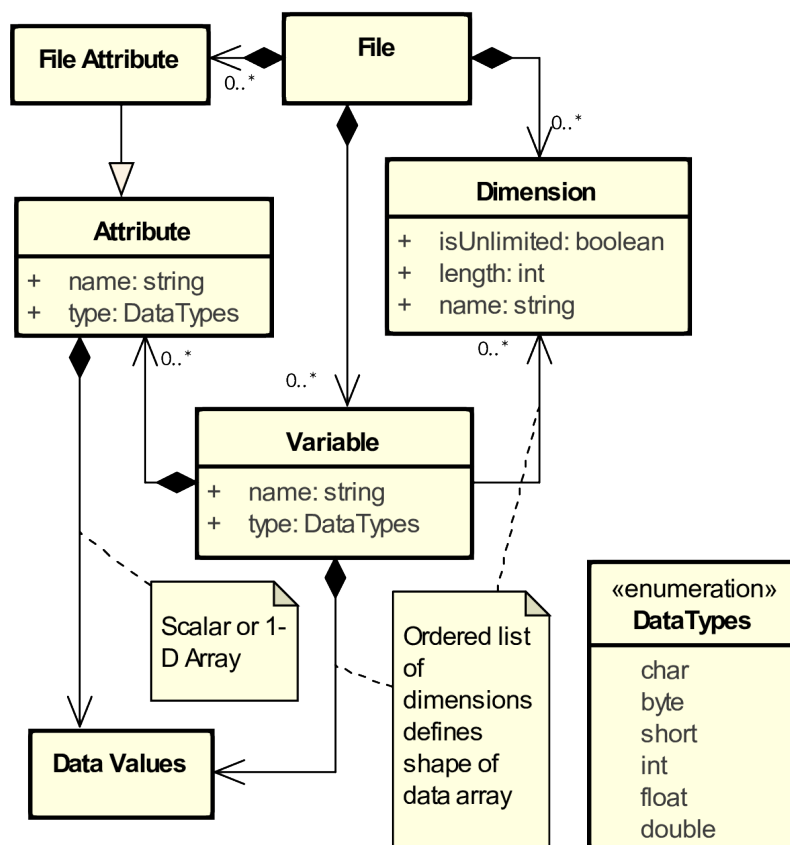 File Attribute
0..*
File
0..*
Dimension
+ isUnlimited: boolean
+ length: int
+ name: string
Attribute
+ name: string
+ type: DataTypes
0..*
0..*
0..*
Variable
+ name: string
+ type: DataTypes
Scalar or 1-
D Array
Ordered list
of
dimensions
defines
shape of
data array
«enumeration»
DataTypes
char
byte
short
int
float
double
Data Values